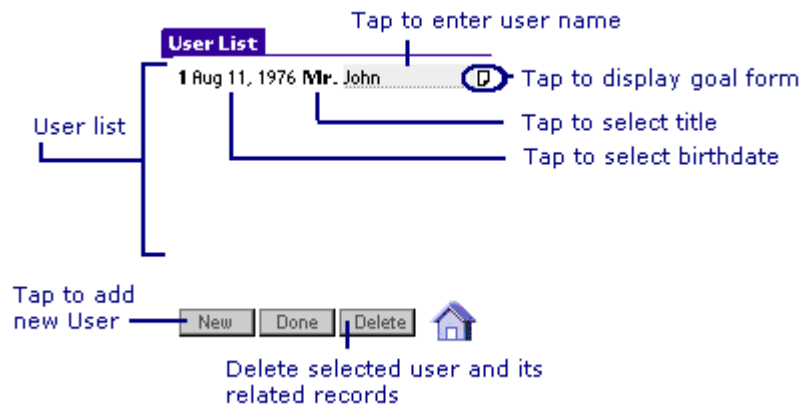 Tap to enter user name
User List
1 Aug 11, 1976 Mr. John
Tap to display goal form
User list
Tap to select title
Tap to select birthdate
Tap to add
new User
New Done Delete
Delete selected user and its
related records